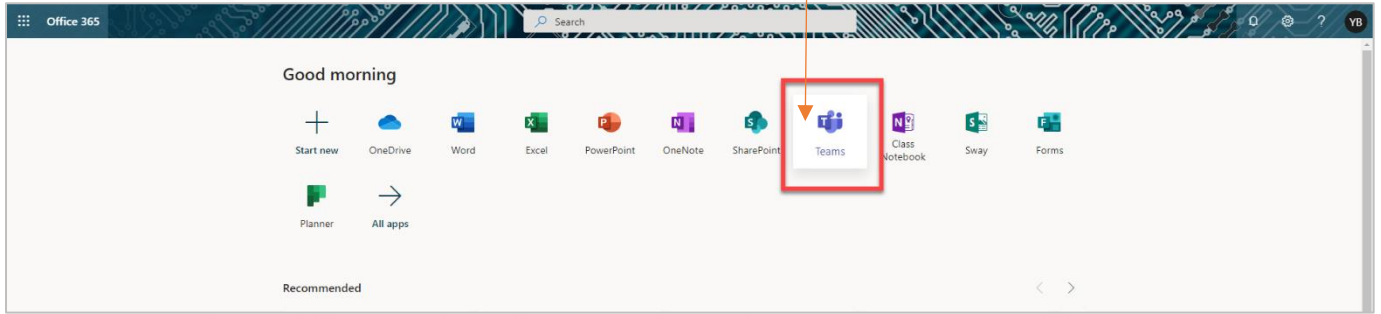 Office 365
Search
YB
Good morning
Start new
OneDrive
Word
Excel
PowerPoint
OneNote
SharePoint
Teams
Class
Notebook
Sway
Forms
Planner
All apps
Recommended